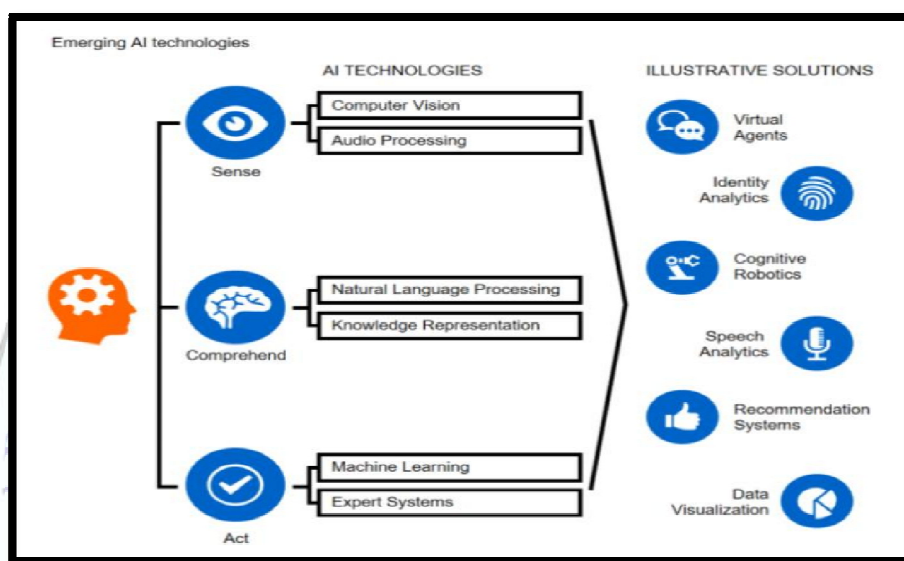 Emerging AI technologies
AI TECHNOLOGIES
Computer Vision
Audio Processing
Sense
Natural Language Processing
Knowledge Representation
Comprehend
Machine Learning
Expert Systems
Act
ILLUSTRATIVE SOLUTIONS
Virtual
Agents
Identity
Analytics
Cognitive
Robotics
Speech
Analytics
Recommendation
Systems
Data
Visualization